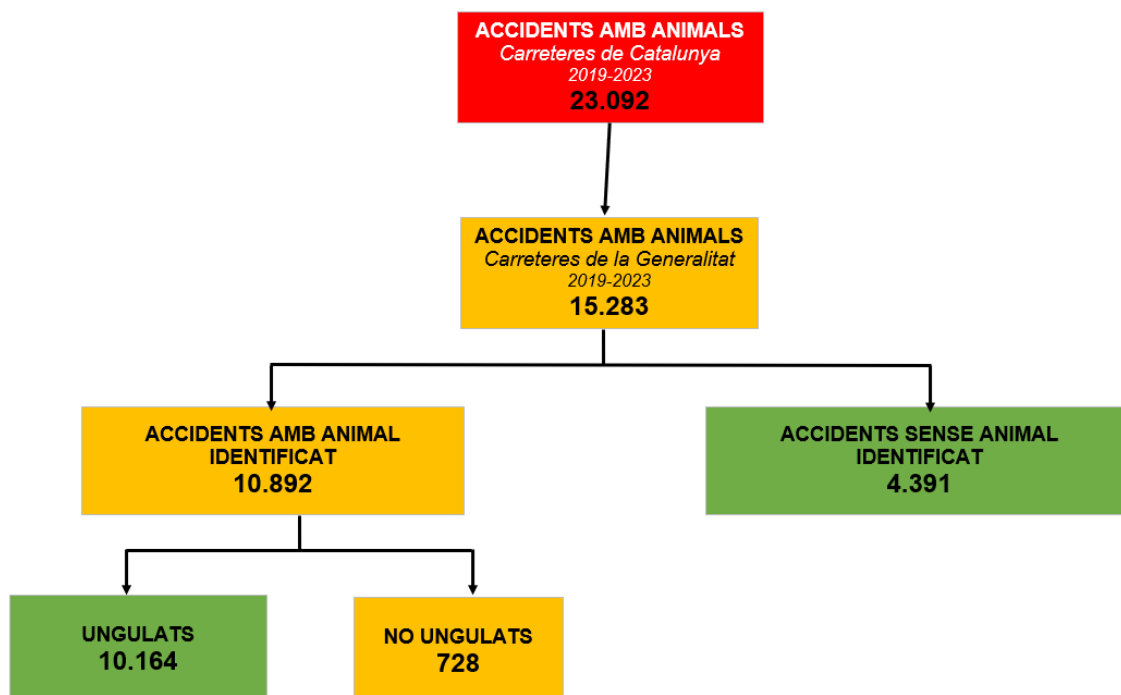 ACCIDENTS AMB ANIMALS
Carreteres de Catalunya
2019-2023
23.092
ACCIDENTS AMB ANIMALS
Carreteres de la Generalitat
2019-2023
15.283
ACCIDENTS AMB ANIMAL
IDENTIFICAT
10.892
ACCIDENTS SENSE ANIMAL
IDENTIFICAT
4.391
UNGULATS
10.164
NO UNGULATS
728